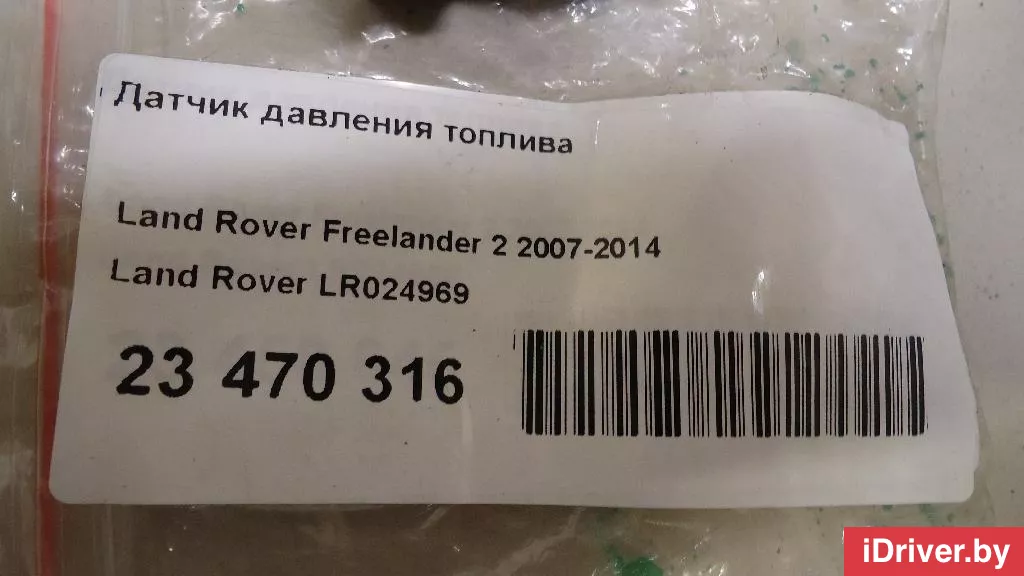 Датчик давления топлива
Land Rover Freelander 2 2007-2014
Land Rover LR024969
23 470 316
iDriver.by